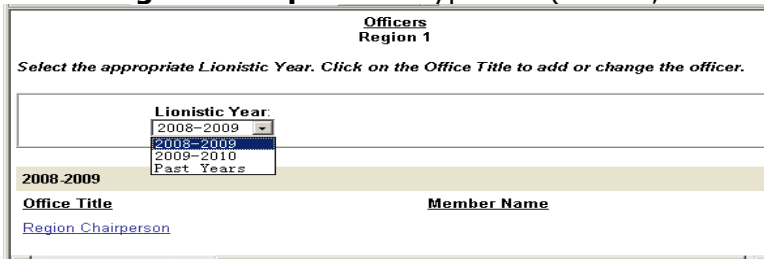 Officers
Region 1
Select the appropriate Lionistic Year. Click on the Office Title to add or change the officer.
Lionistic Year:
2008-2009
2008-2009
2009-2010
Past Years
2008-2009
Office Title Member Name
Region Chairperson